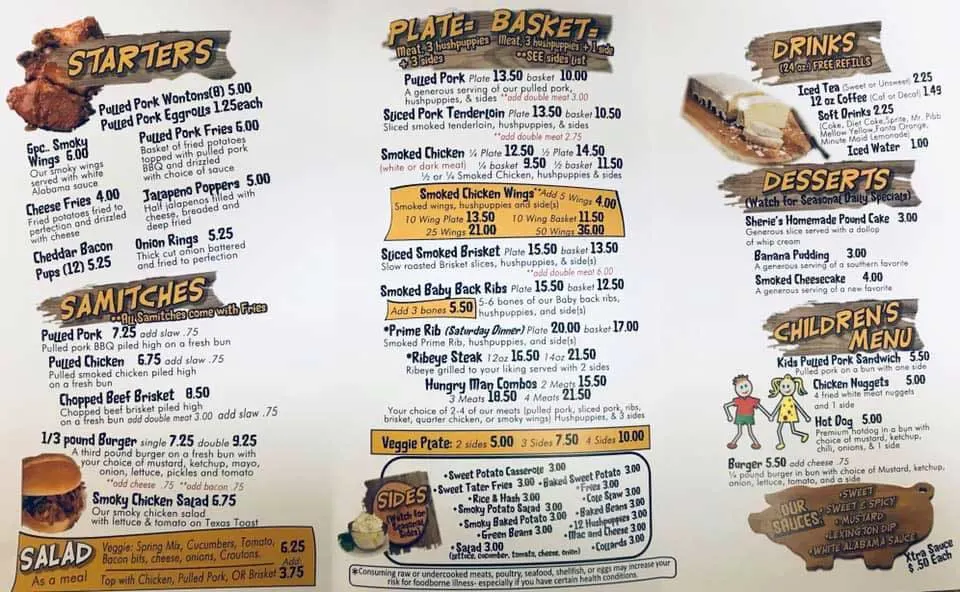 STARTERS
Pulled Pork Wontons(8) 5.00
Pulled Pork Eggrolls 1.25each
6pc. Smoky
Wings 6.00
Our smoky wings
served with white
Alabama sauce
Pulled Pork Fries 6.00
Basket of fried potatoes
topped with pulled pork
BBQ and drizzled
with choice of sauce
Cheese Fries 4.00
Fried potatoes fried to
perfection and drizzled
with cheese
Jalapeno Poppers 5.00
Half jalapenos filled with
cheese, breaded and
deep fried
Cheddar Bacon
Pups (12) 5.25
Onion Rings 5.25
Thick cut onion battered
and fried to perfection
SAMITCHES
**All Samitches come with Fries
Pulled Pork 7.25 add slaw .75
Pulled pork BBQ piled high on a fresh bun
Pulled Chicken 6.75 add slaw .75
Pulled smoked chicken piled high
on a fresh bun
Chopped Beef Brisket 8.50
Chopped beef brisket piled high
on a fresh bun add double meat 3.00 add slaw .75
1/3 pound Burger single 7.25 double 9.25
A third pound burger on a fresh bun with
your choice of mustard, ketchup, mayo,
onion, lettuce, pickles and tomato
**add cheese .75 **add bacon .75
Smoky Chicken Salad 6.75
Our smoky chicken salad
with lettuce & tomato on Texas Toast
SALAD
As a meal
Veggie: Spring Mix, Cucumbers, Tomato,
Bacon bits, cheese, onions, Croutons.
6.25
Top with Chicken, Pulled Pork, OR Brisket
Add:
3.75
PLATE= BASKET=
Meat, 3 hushpuppies Meat, 3 hushpuppies + 1 side
+ 3 sides **SEE sides list
Pulled Pork Plate 13.50 basket 10.00
A generous serving of our pulled pork,
hushpuppies, & sides **add double meat 3.00
Sliced Pork Tenderloin Plate 13.50 basket 10.50
Sliced smoked tenderloin, hushpuppies, & sides
**add double meat 2.75
Smoked Chicken ¼ Plate 12.50 ½ Plate 14.50
(white or dark meat) ¼ basket 9.50 ½ basket 11.50
½ or ¼ Smoked Chicken, hushpuppies & sides
Smoked Chicken Wings **Add 5 Wings 4.00
Smoked wings, hushpuppies and side(s)
10 Wing Plate 13.50 10 Wing Basket 11.50
25 Wings 21.00 50 Wings 36.00
Sliced Smoked Brisket Plate 15.50 basket 13.50
Slow roasted Brisket slices, hushpuppies, & side(s)
**add double meat 6.00
Smoked Baby Back Ribs Plate 15.50 basket 12.50
Add 3 bones 5.50
5-6 bones of our Baby back ribs,
hushpuppies, and side(s)
*Prime Rib (Saturday Dinner) Plate 20.00 basket 17.00
Smoked Prime Rib, hushpuppies, and side(s)
*Ribeye Steak 12oz 16.50 14oz 21.50
Ribeye grilled to your liking served with 2 sides
Hungry Man Combos 2 Meats 15.50
3 Meats 18.50 4 Meats 21.50
Your choice of 2-4 of our meats (pulled pork, sliced pork, ribs,
brisket, quarter chicken, or smoky wings) Hushpuppies, & 3 sides
Veggie Plate: 2 sides 5.00 3 Sides 7.50 4 Sides 10.00
SIDES
(Watch for
Seasonal
Sides)
•Sweet Potato Casserole 3.00
•Sweet Tater Fries 3.00 •Baked Sweet Potato 3.00
•Rice & Hash 3.00 •Fries 3.00
•Smoky Potato Salad 3.00 •Cole Slaw 3.00
•Smoky Baked Potato 3.00 •Baked Beans 3.00
•Green Beans 3.00 •12 Hushpuppies 3.00
•Salad 3.00 •Mac and Cheese 3.00
(lettuce, cucumber, tomato, cheese, onion) •Collards 3.00
*Consuming raw or undercooked meats, poultry, seafood, shellfish, or eggs may increase your
risk for foodborne illness- especially if you have certain health conditions.
DRINKS
(24 oz.) FREE REFILLS
Iced Tea (Sweet or Unsweet) 2.25
12 oz Coffee (Caf or Decaf) 1.49
Soft Drinks 2.25
(Coke, Diet Coke, Sprite, Mr. Pibb
Mellow Yellow, Fanta Orange,
Minute Maid Lemonade)
Iced Water 1.00
DESSERTS
(Watch for Seasonal Daily Specials)
Sherie's Homemade Pound Cake 3.00
Generous slice served with a dollop
of whip cream
Banana Pudding 3.00
A generous serving of a southern favorite
Smoked Cheesecake 4.00
A generous serving of a new favorite
CHILDREN'S
MENU
Kids Pulled Pork Sandwich 5.50
Pulled pork on a bun with one side
Chicken Nuggets 5.00
4 fried white meat nuggets
and 1 side
Hot Dog 5.00
Premium hotdog in a bun with
choice of mustard, ketchup,
chili, onions, & 1 side
Burger 5.50 add cheese .75
¼ pound burger in bun with choice of Mustard, ketchup,
onion, lettuce, tomato, and a side
OUR
SAUCES:
•SWEET
•SWEET & SPICY
•MUSTARD
•LEXINGTON DIP
•WHITE ALABAMA SAUCE
Xtra Sauce
$ .50 Each